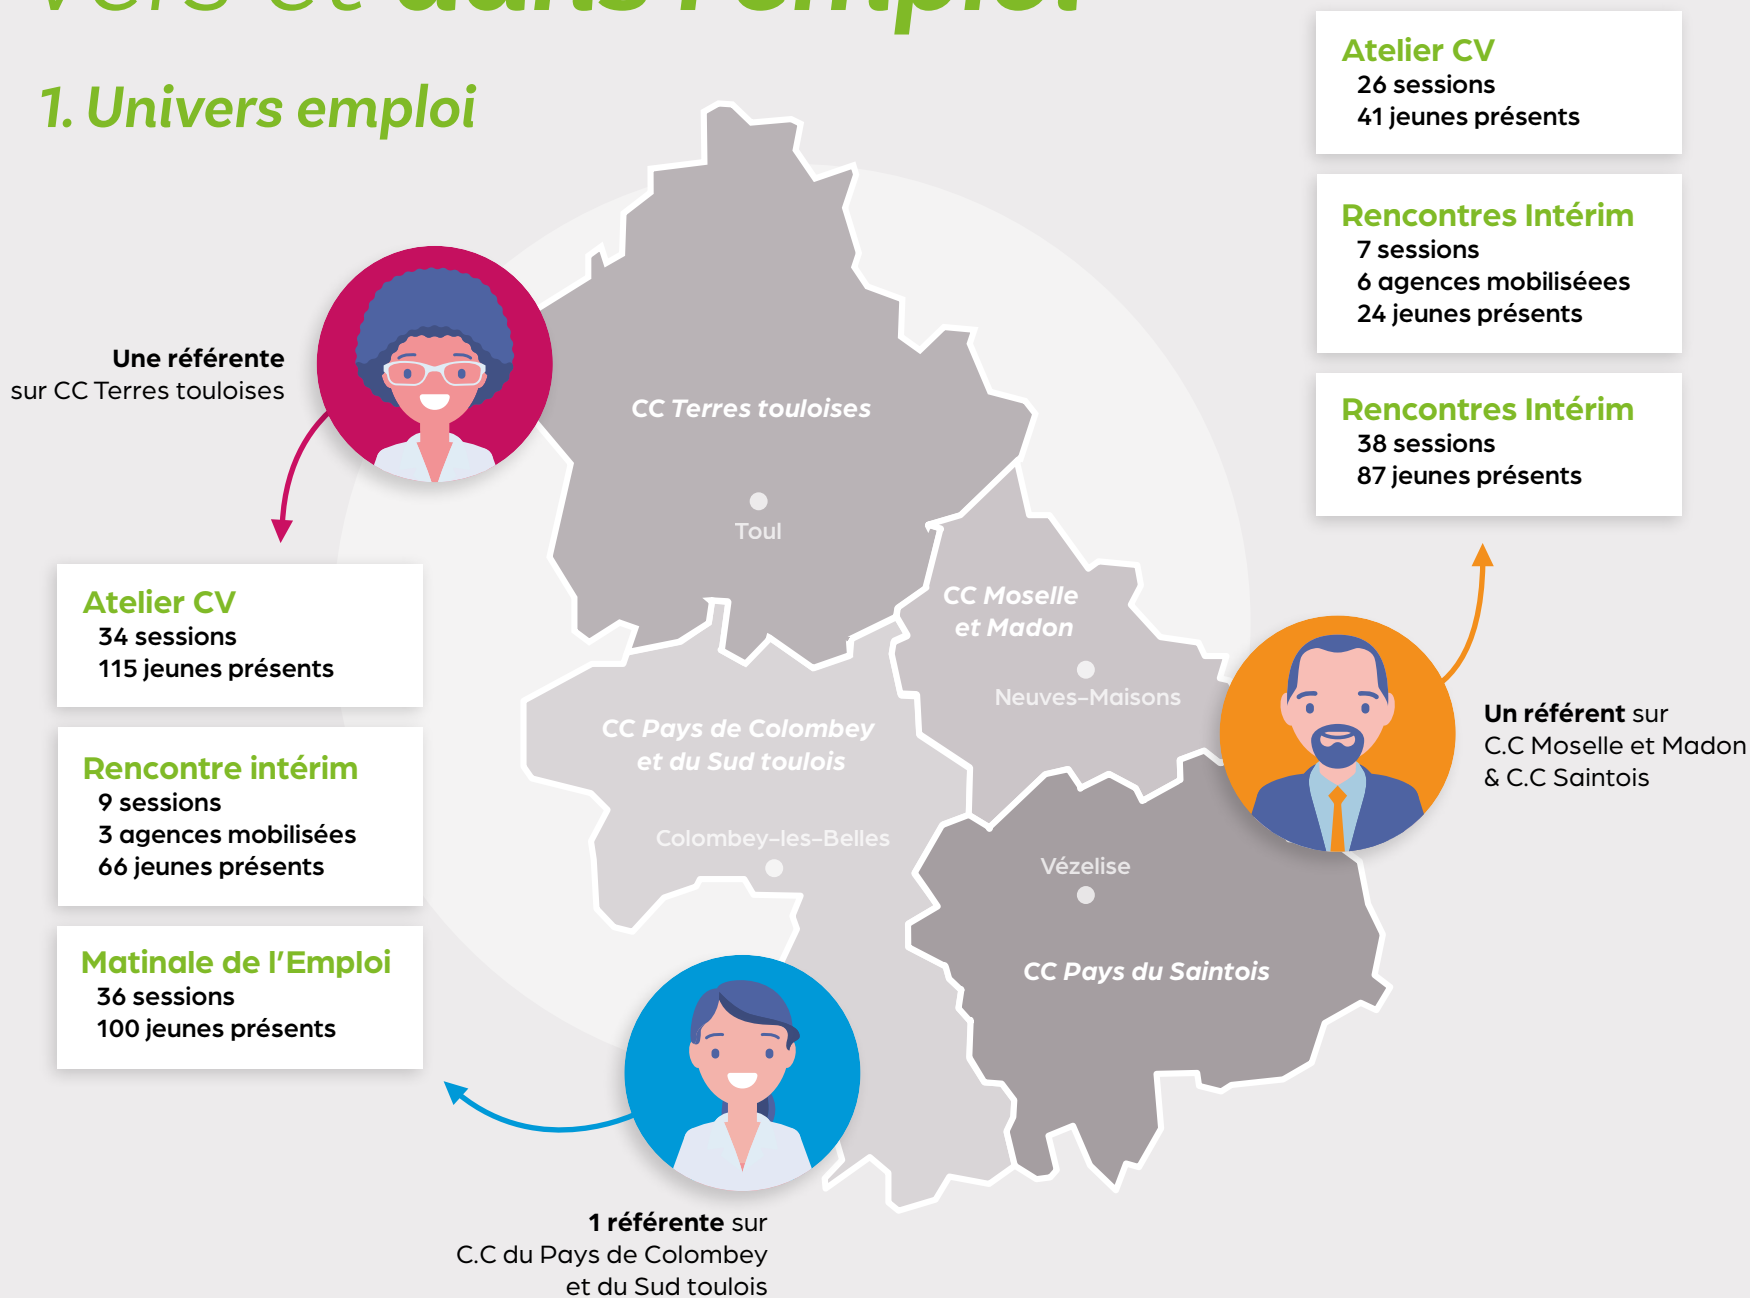 vers et dans l'emploi
1. Univers emploi
Atelier CV
26 sessions
41 jeunes présents
Rencontres Intérim
7 sessions
6 agences mobiliséees
24 jeunes présents
Rencontres Intérim
38 sessions
87 jeunes présents
Une référente
sur CC Terres touloises
CC Terres touloises
Toul
CC Moselle
et Madon
Neuves-Maisons
Atelier CV
34 sessions
115 jeunes présents
Rencontre intérim
9 sessions
3 agences mobilisées
66 jeunes présents
Matinale de l'Emploi
36 sessions
100 jeunes présents
CC Pays de Colombey
et du Sud toulois
Colombey-les-Belles
Un référent sur
C.C Moselle et Madon
& C.C Saintois
Vézelise
CC Pays du Saintois
1 référente sur
C.C du Pays de Colombey
et du Sud toulois